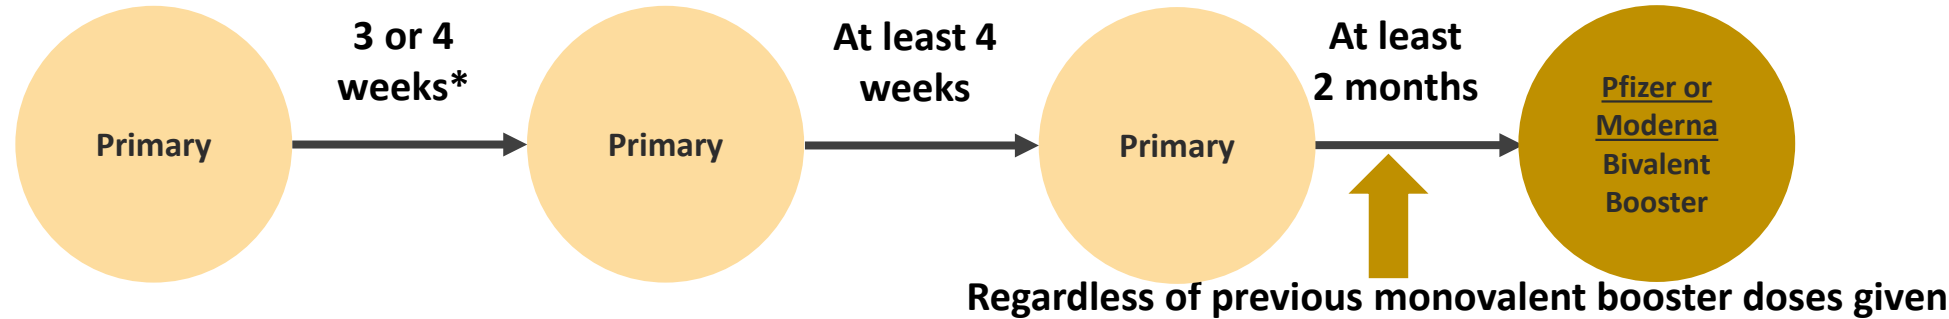 Primary
3 or 4
weeks*
Primary
At least 4
weeks
Primary
At least
2 months
Pfizer or
Moderna
Bivalent
Booster
Regardless of previous monovalent booster doses given